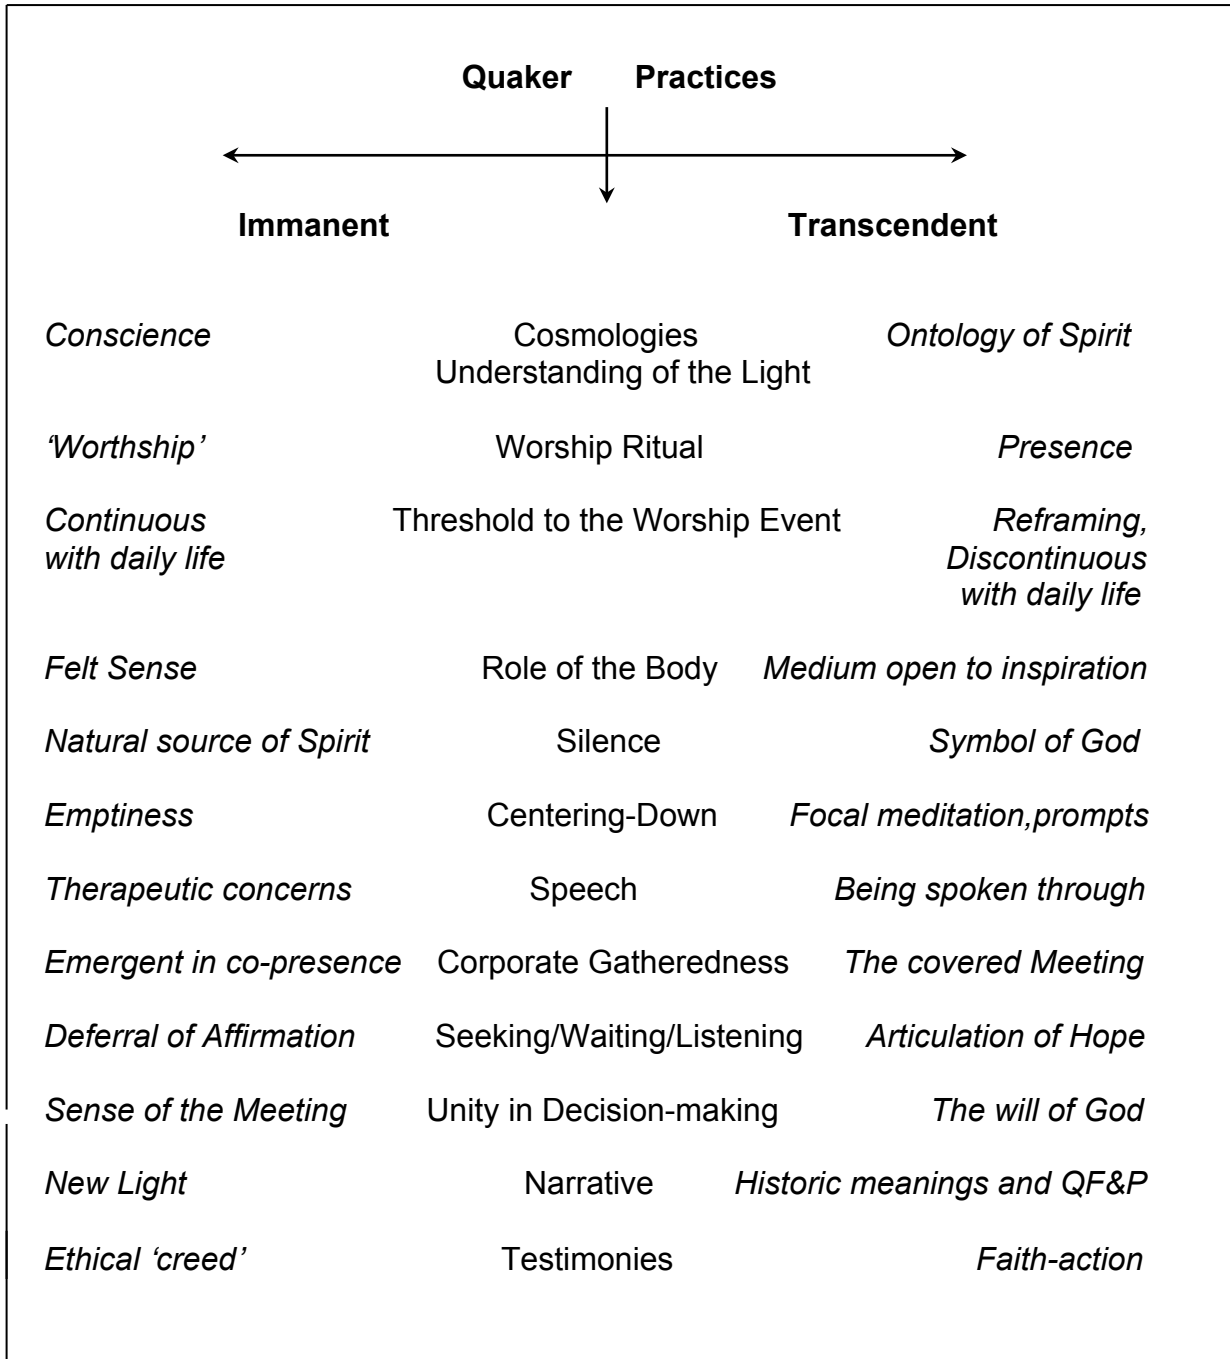 Quaker Practices
Immanent Transcendent
Conscience Cosmologies Ontology of Spirit
Understanding of the Light
‘Worthship’ Worship Ritual Presence
Continuous Threshold to the Worship Event Reframing,
with daily life Discontinuous
with daily life
Felt Sense Role of the Body Medium open to inspiration
Natural source of Spirit Silence Symbol of God
Emptiness Centering-Down Focal meditation,prompts
Therapeutic concerns Speech Being spoken through
Emergent in co-presence Corporate Gatheredness The covered Meeting
Deferral of Affirmation Seeking/Waiting/Listening Articulation of Hope
Sense of the Meeting Unity in Decision-making The will of God
New Light Narrative Historic meanings and QF&P
Ethical ‘creed’ Testimonies Faith-action